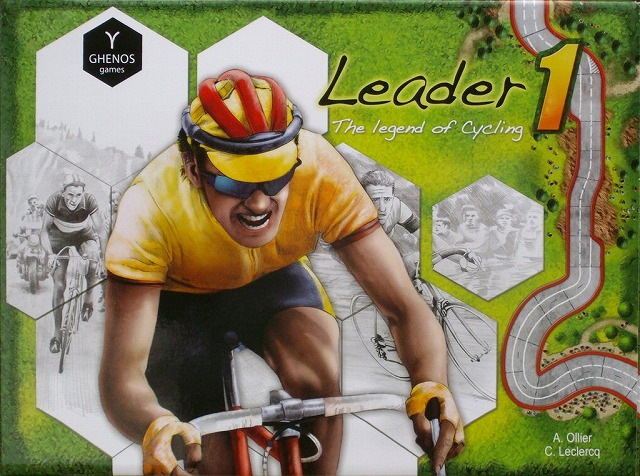 γ
GHENOS
games
Leader 1
The legend of Cycling
A. Ollier
C. Leclercq